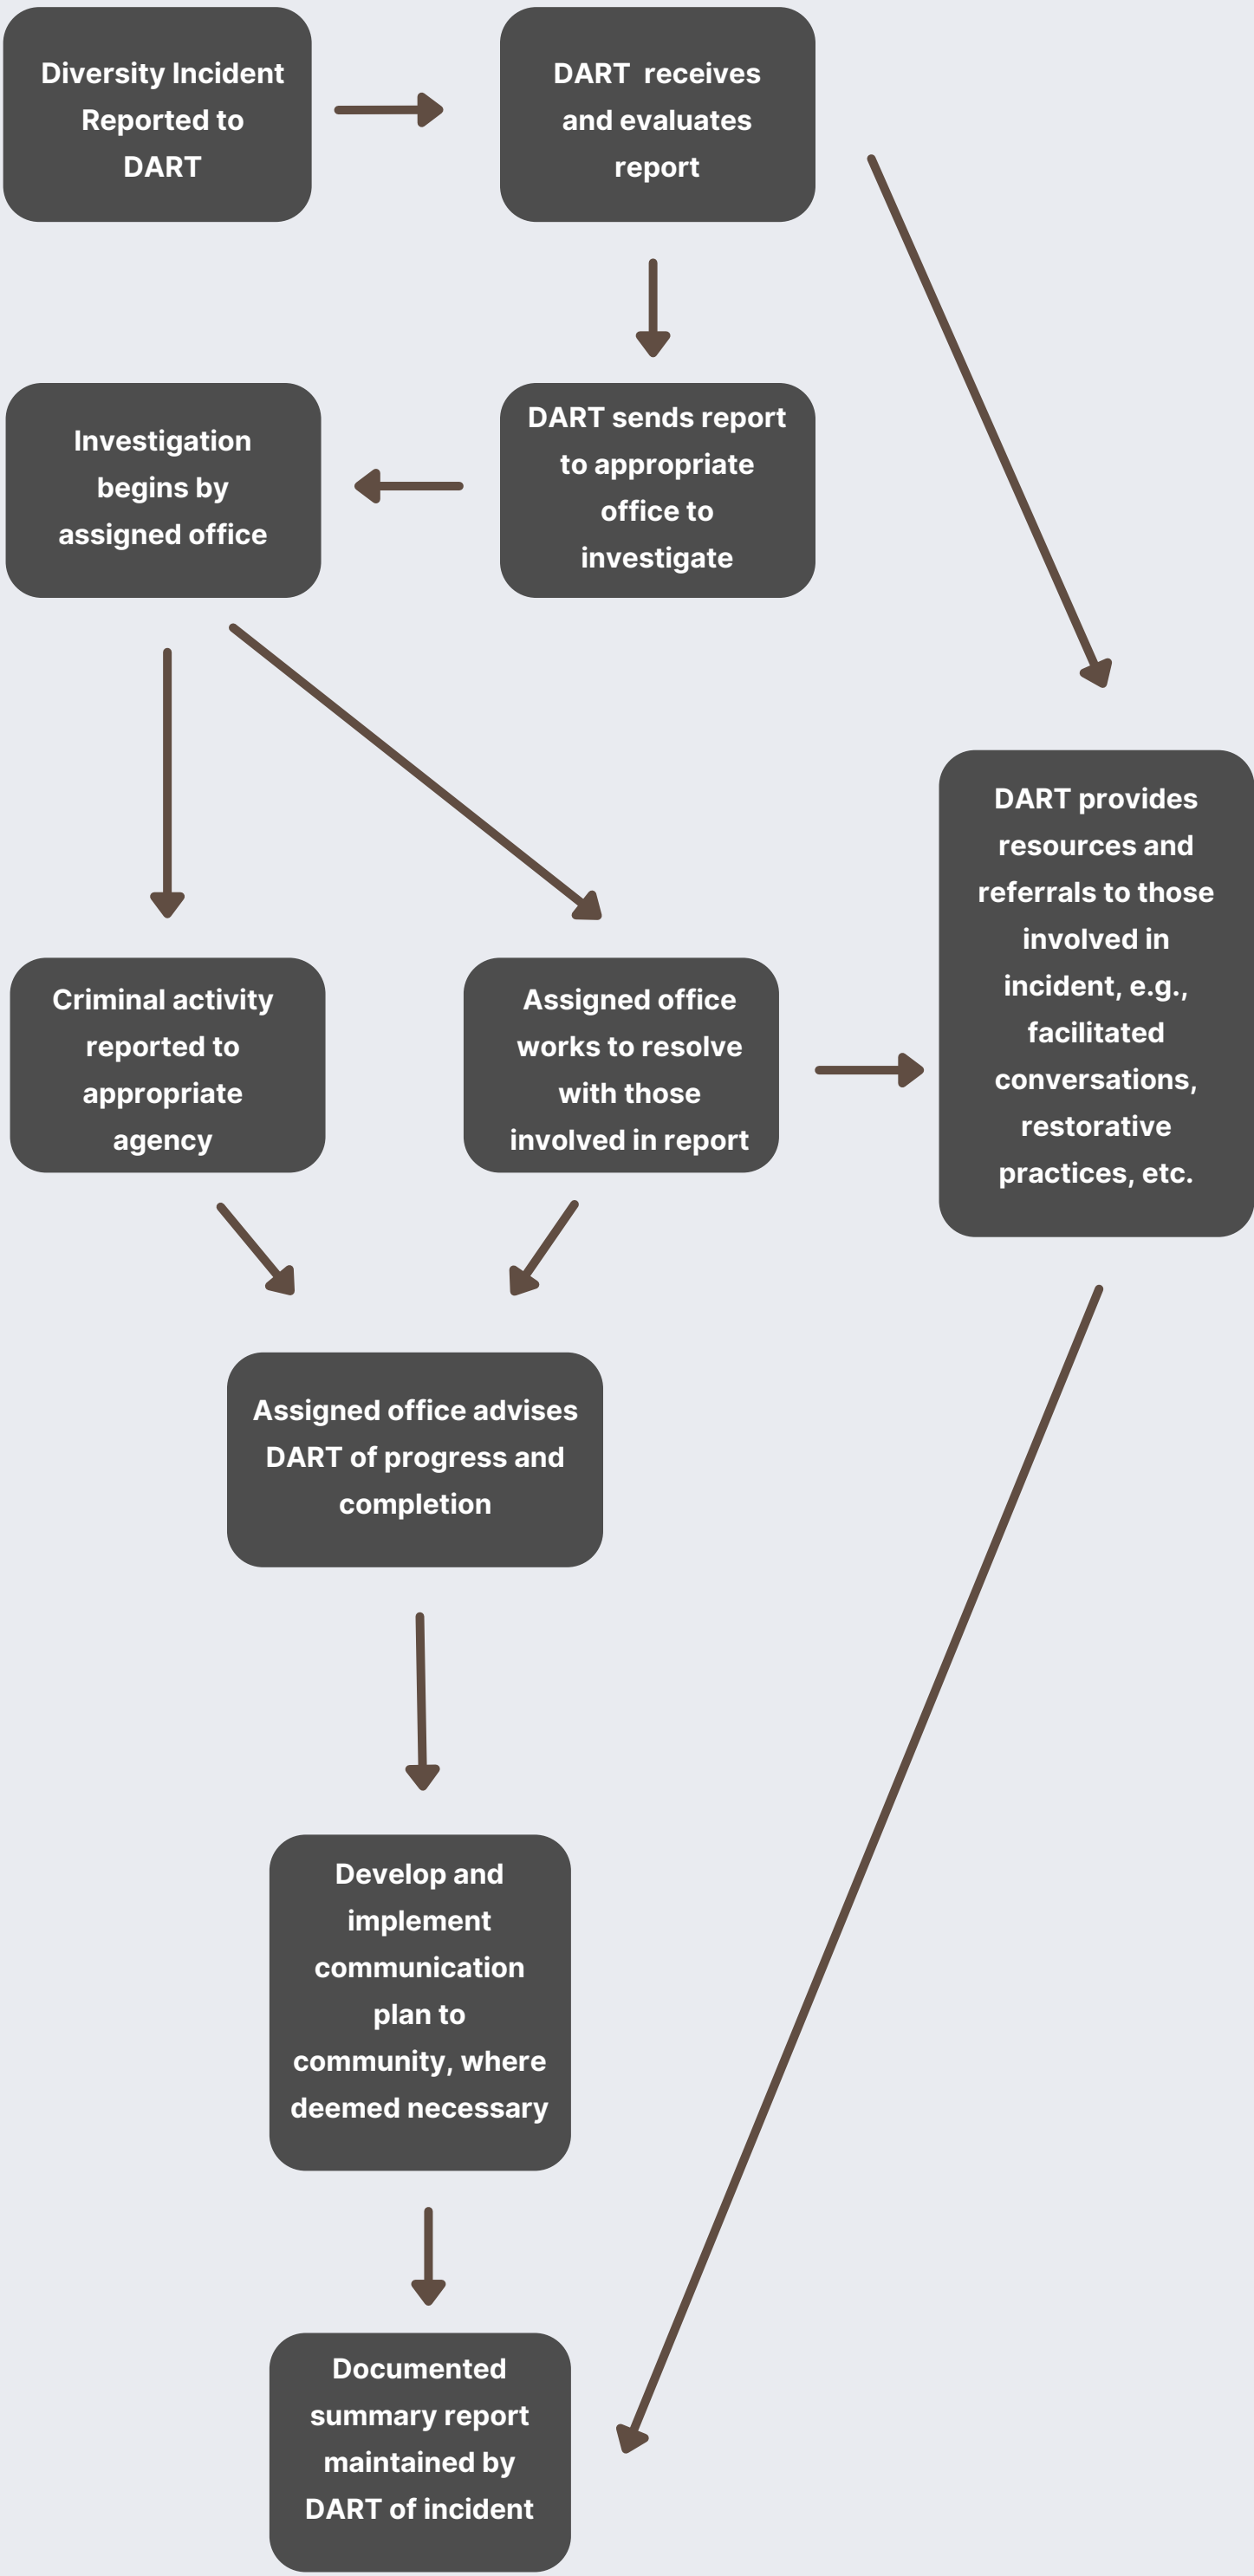 Diversity Incident
Reported to
DART
DART receives
and evaluates
report
Investigation
begins by
assigned office
DART sends report
to appropriate
office to
investigate
DART provides
resources and
referrals to those
involved in
incident, e.g.,
facilitated
conversations,
restorative
practices, etc.
Criminal activity
reported to
appropriate
agency
Assigned office
works to resolve
with those
involved in report
Assigned office advises
DART of progress and
completion
Develop and
implement
communication
plan to
community, where
deemed necessary
Documented
summary report
maintained by
DART of incident